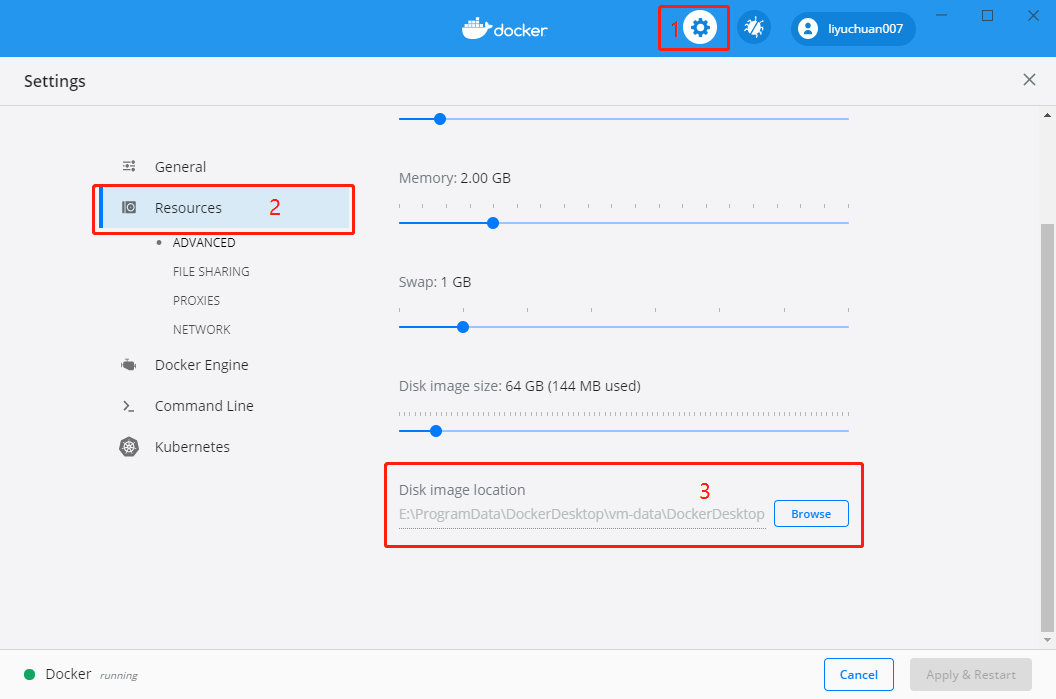 docker
1
liyuchuan007
Settings
General
Memory: 2.00 GB
Resources
2
ADVANCED
FILE SHARING
Swap: 1 GB
PROXIES
NETWORK
Docker Engine
Disk image size: 64 GB (144 MB used)
Command Line
Kubernetes
Disk image location
3
E:\ProgramData\DockerDesktop\vm-data\DockerDesktop
Browse
Docker running
Cancel
Apply & Restart